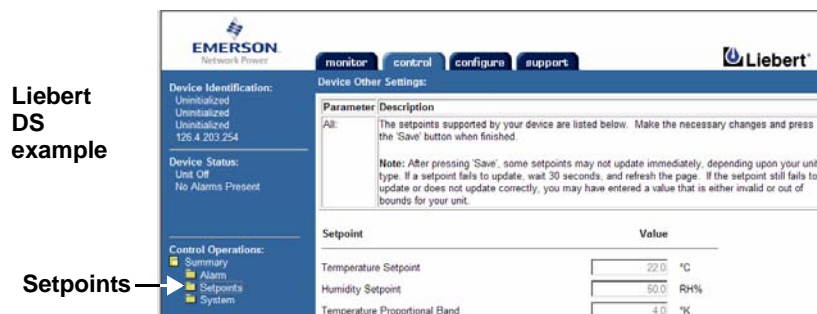 EMERSON.
Network Power
monitor control configure support
Liebert
Liebert
DS
example
Device Identification:
Uninitialized
Uninitialized
Uninitialized
126.4.203.254
Device Status:
Unit Off
No Alarms Present
Control Operations:
Summary
Alarm
Setpoints
System
Setpoints
Device Other Settings:
Parameter Description
All: The setpoints supported by your device are listed below. Make the necessary changes and press
the 'Save' button when finished.
Note: After pressing 'Save', some setpoints may not update immediately, depending upon your unit
type. If a setpoint fails to update, wait 30 seconds, and refresh the page. If the setpoint still fails to
update or does not update correctly, you may have entered a value that is either invalid or out of
bounds for your unit.
Setpoint Value
Termperature Setpoint 22.0 °C
Humidity Setpoint 50.0 RH%
Temperature Proportional Band 4.0 °K